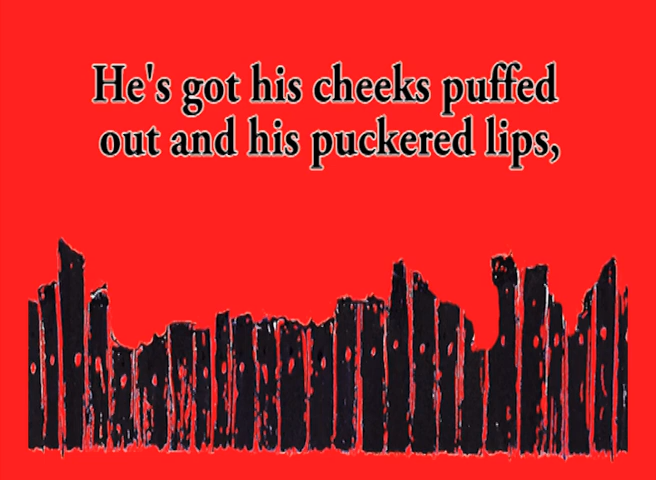 He's got his cheeks puffed
out and his puckered lips,